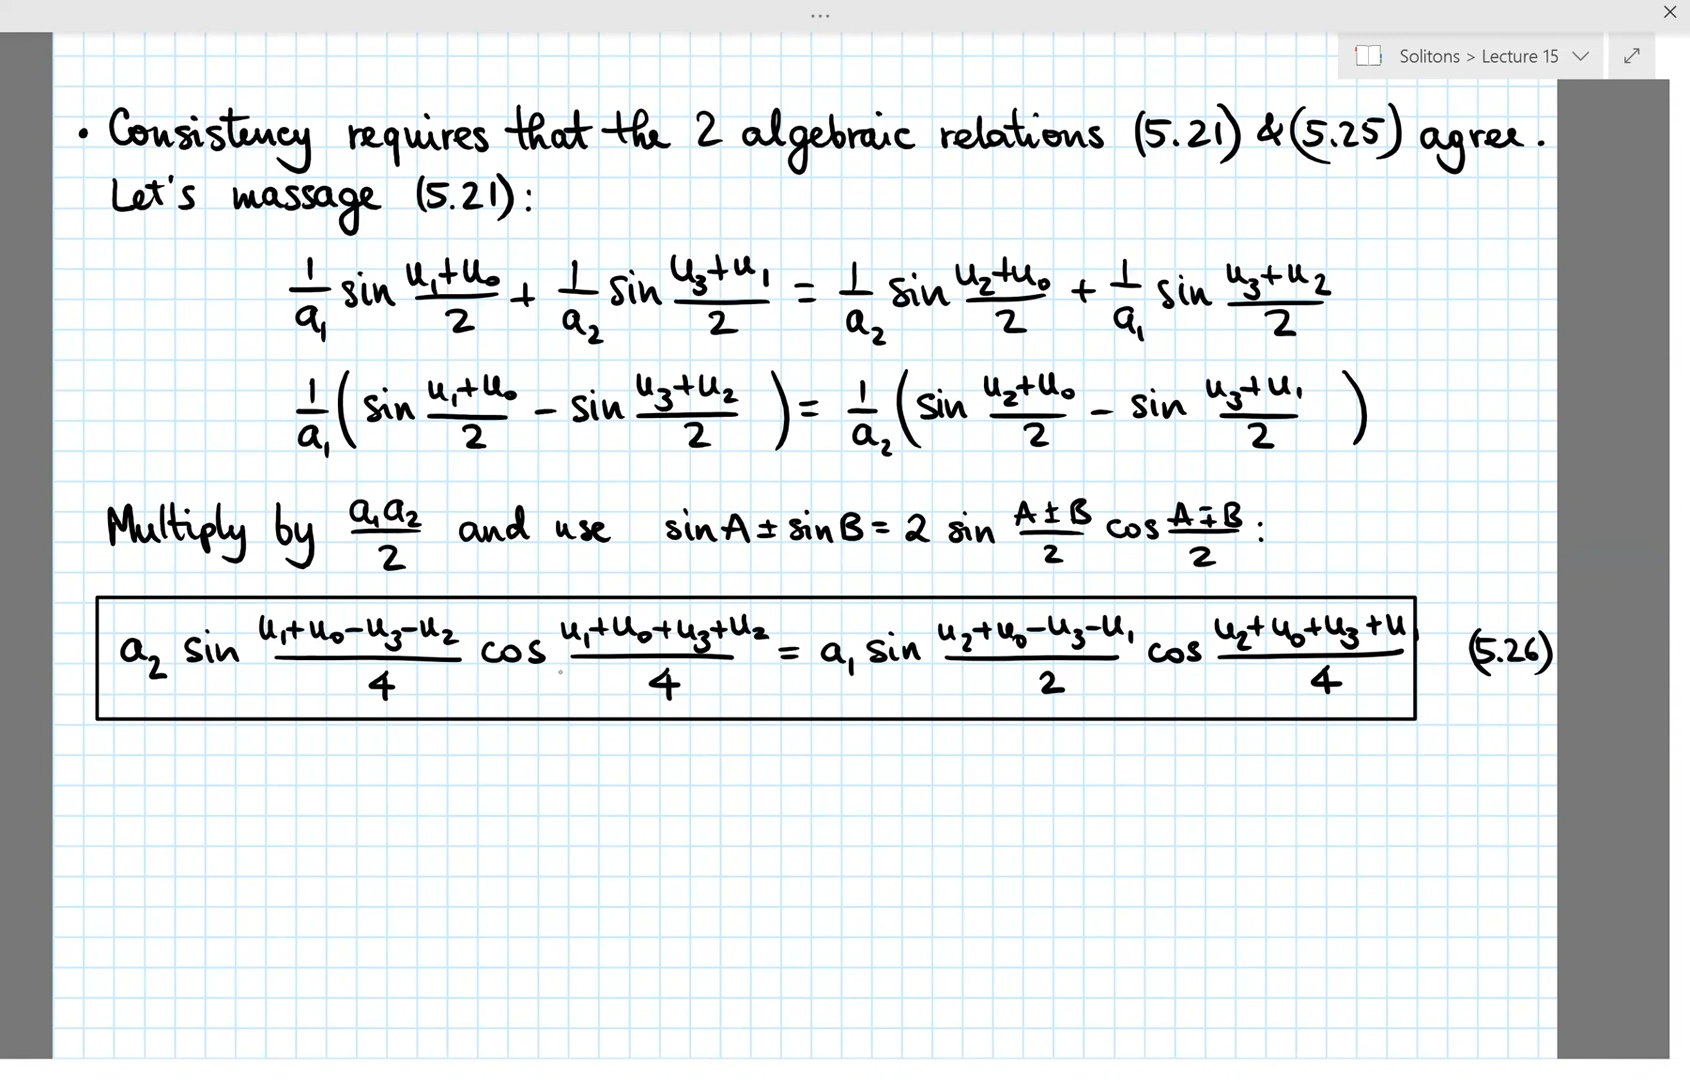 ...
Solitons > Lecture 15
• Consistency requires that the 2 algebraic relations (5.21) & (5.25) agree.
Let's massage (5.21):
1/a₁ sin (u₁+u₀)/2 + 1/a₂ sin (u₃+u₁)/2 = 1/a₂ sin (u₂+u₀)/2 + 1/a₁ sin (u₃+u₂)/2
1/a₁ ( sin (u₁+u₀)/2 - sin (u₃+u₂)/2 ) = 1/a₂ ( sin (u₂+u₀)/2 - sin (u₃+u₁)/2 )
Multiply by a₁a₂/2 and use sin A ± sin B = 2 sin (A±B)/2 cos (A∓B)/2 :
a₂ sin (u₁+u₀-u₃-u₂)/4 cos (u₁+u₀+u₃+u₂)/4 = a₁ sin (u₂+u₀-u₃-u₁)/2 cos (u₂+u₀+u₃+u)/4 (5.26)